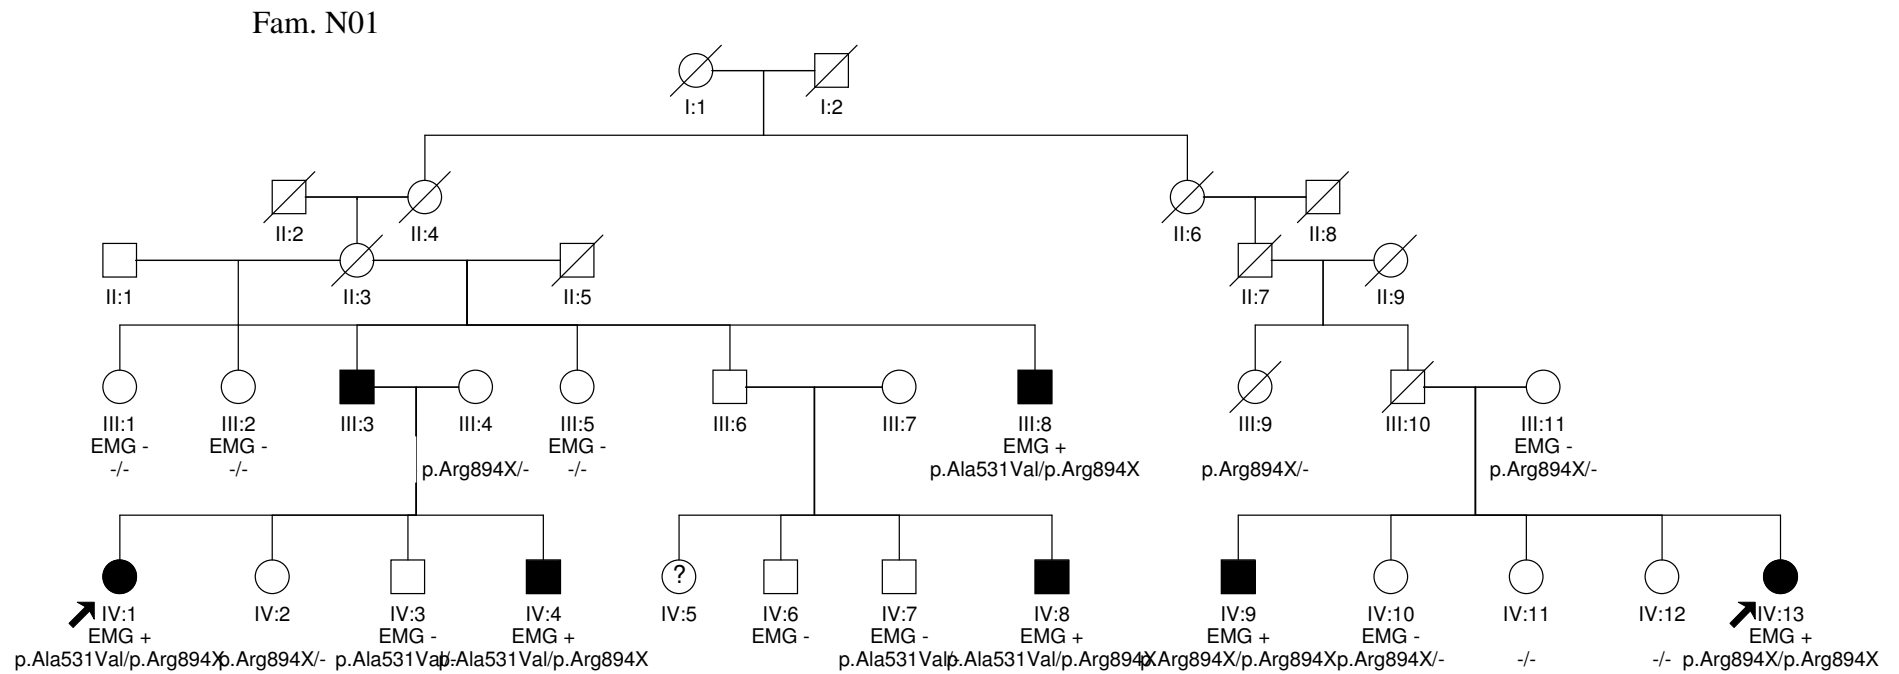 Fam. N01
I:1 I:2
II:2 II:4 II:6 II:8
II:1 II:3 II:5 II:7 II:9
III:1 III:2 III:3 III:4 III:5 III:6 III:7 III:8 III:9 III:10 III:11
EMG - EMG - EMG - EMG + EMG -
-/- -/- p.Arg894X/- -/- p.Ala531Val/p.Arg894X p.Arg894X/- p.Arg894X/-
?
IV:1 IV:2 IV:3 IV:4 IV:5 IV:6 IV:7 IV:8 IV:9 IV:10 IV:11 IV:12 IV:13
EMG + EMG - EMG + EMG - EMG - EMG + EMG + EMG - EMG +
p.Ala531Val/p.Arg894X p.Arg894X/- p.Ala531Val/- p.Ala531Val/p.Arg894X p.Ala531Val/- p.Ala531Val/p.Arg894X p.Arg894X/p.Arg894X p.Arg894X/- -/- -/- p.Arg894X/p.Arg894X